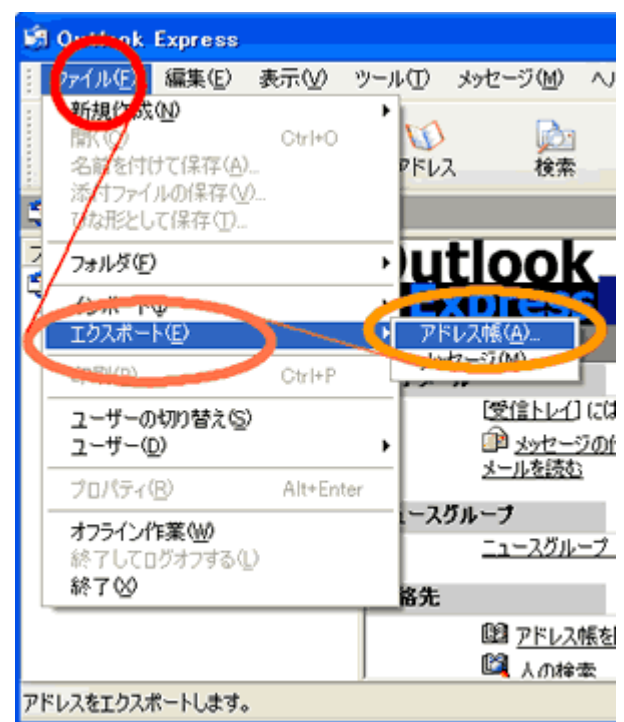 Outlook Express
ファイル(F) 編集(E) 表示(V) ツール(T) メッセージ(M)
新規作成(N)
開く(O) Ctrl+O
名前を付けて保存(A)...
添付ファイルの保存(V)...
ひな形として保存(T)...
アドレス 検索
フォルダ(F)
インポート(I)
エクスポート(E)
アドレス帳(A)...
メッセージ(M)...
印刷(P) Ctrl+P
ユーザーの切り替え(S)
ユーザー(D)
プロパティ(R) Alt+Enter
オフライン作業(W)
終了してログオフする(L)
終了(X)
Outlook
Express
メール
[受信トレイ] には
メッセージの
メールを読む
ニュースグループ
ニュースグループ
アドレス帳を
人の検索
アドレスをエクスポートします。